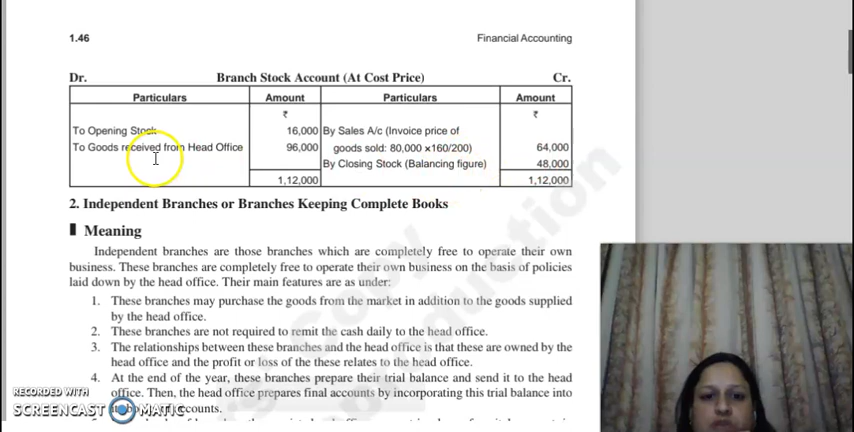 1.46 Financial Accounting
Dr. Branch Stock Account (At Cost Price) Cr.
Particulars Amount Particulars Amount
₹ ₹
To Opening Stock 16,000 By Sales A/c (Invoice price of
To Goods received from Head Office 96,000 goods sold: 80,000 ×160/200) 64,000
By Closing Stock (Balancing figure) 48,000
1,12,000 1,12,000
2. Independent Branches or Branches Keeping Complete Books
Meaning
Independent branches are those branches which are completely free to operate their own
business. These branches are completely free to operate their own business on the basis of policies
laid down by the head office. Their main features are as under:
1. These branches may purchase the goods from the market in addition to the goods supplied
by the head office.
2. These branches are not required to remit the cash daily to the head office.
3. The relationships between these branches and the head office is that these are owned by the
head office and the profit or loss of the these relates to the head office.
4. At the end of the year, these branches prepare their trial balance and send it to the head
office. Then, the head office prepares final accounts by incorporating this trial balance into
accounts.
RECORDED WITH
SCREENCAST MATIC